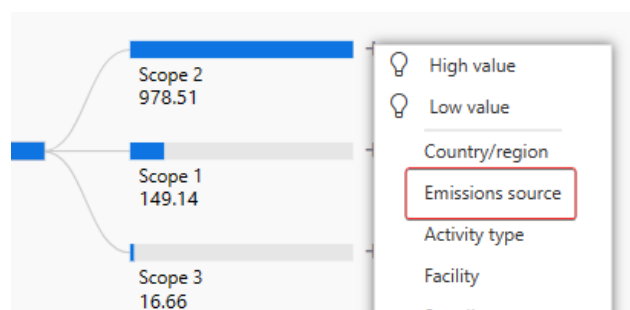 Scope 2
978.51
Scope 1
149.14
Scope 3
16.66
High value
Low value
Country/region
Emissions source
Activity type
Facility